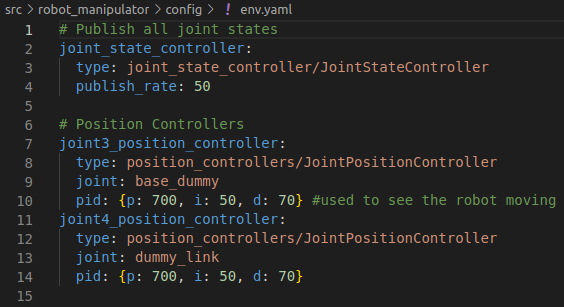 src > robot_manipulator > config > ! env.yaml
1 # Publish all joint states
2 joint_state_controller:
3   type: joint_state_controller/JointStateController
4   publish_rate: 50
5
6 # Position Controllers
7 joint3_position_controller:
8   type: position_controllers/JointPositionController
9   joint: base_dummy
10   pid: {p: 700, i: 50, d: 70} #used to see the robot moving
11 joint4_position_controller:
12   type: position_controllers/JointPositionController
13   joint: dummy_link
14   pid: {p: 700, i: 50, d: 70}
15